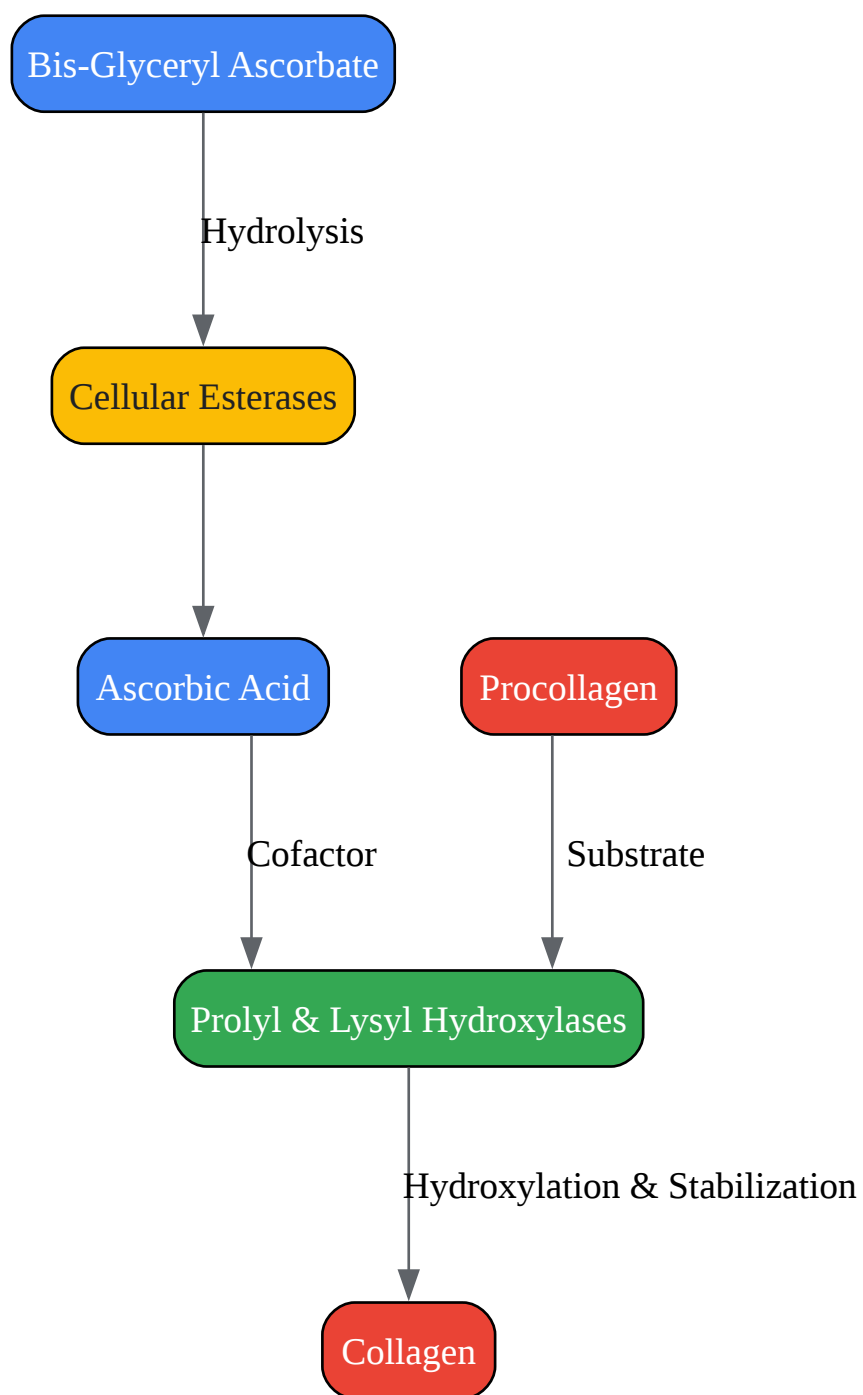 Bis-Glyceryl Ascorbate
Hydrolysis
Cellular Esterases
Ascorbic Acid
Procollagen
Cofactor
Substrate
Prolyl & Lysyl Hydroxylases
Hydroxylation & Stabilization
Collagen